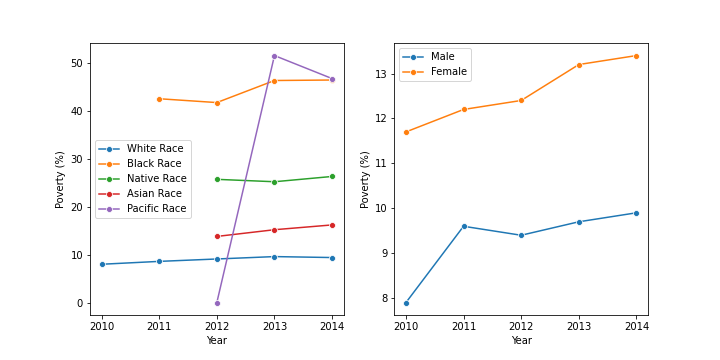 50
40
30
20
10
0
Poverty (%)
White Race
Black Race
Native Race
Asian Race
Pacific Race
2010 2011 2012 2013 2014
Year
13
12
11
10
9
8
Poverty (%)
Male
Female
2010 2011 2012 2013 2014
Year